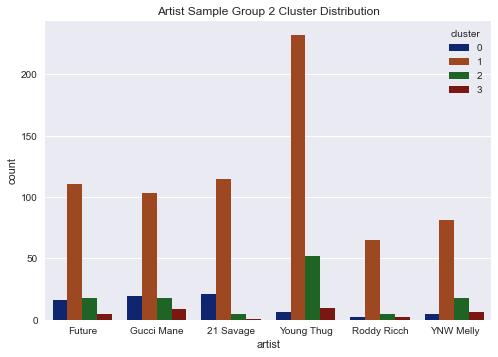 Artist Sample Group 2 Cluster Distribution
cluster
0
1
2
3
200
150
100
50
0
count
Future Gucci Mane 21 Savage Young Thug Roddy Ricch YNW Melly
artist